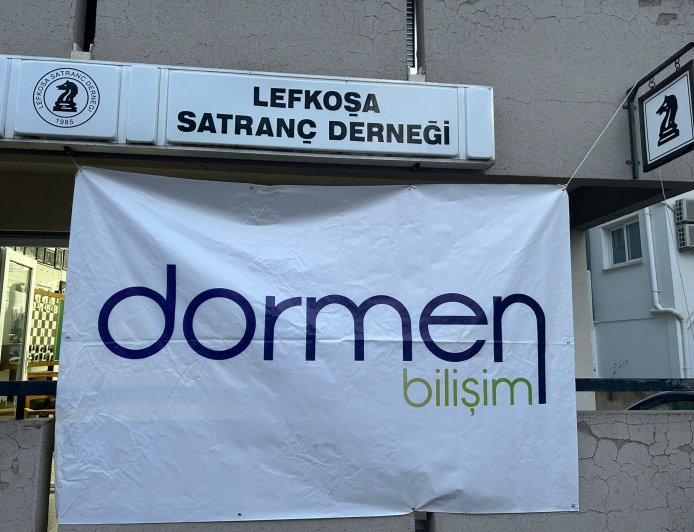 LEFKOŞA SATRANÇ DERNEĞİ
1985
LEFKOŞA
SATRANÇ DERNEĞİ
dormen
bilişim